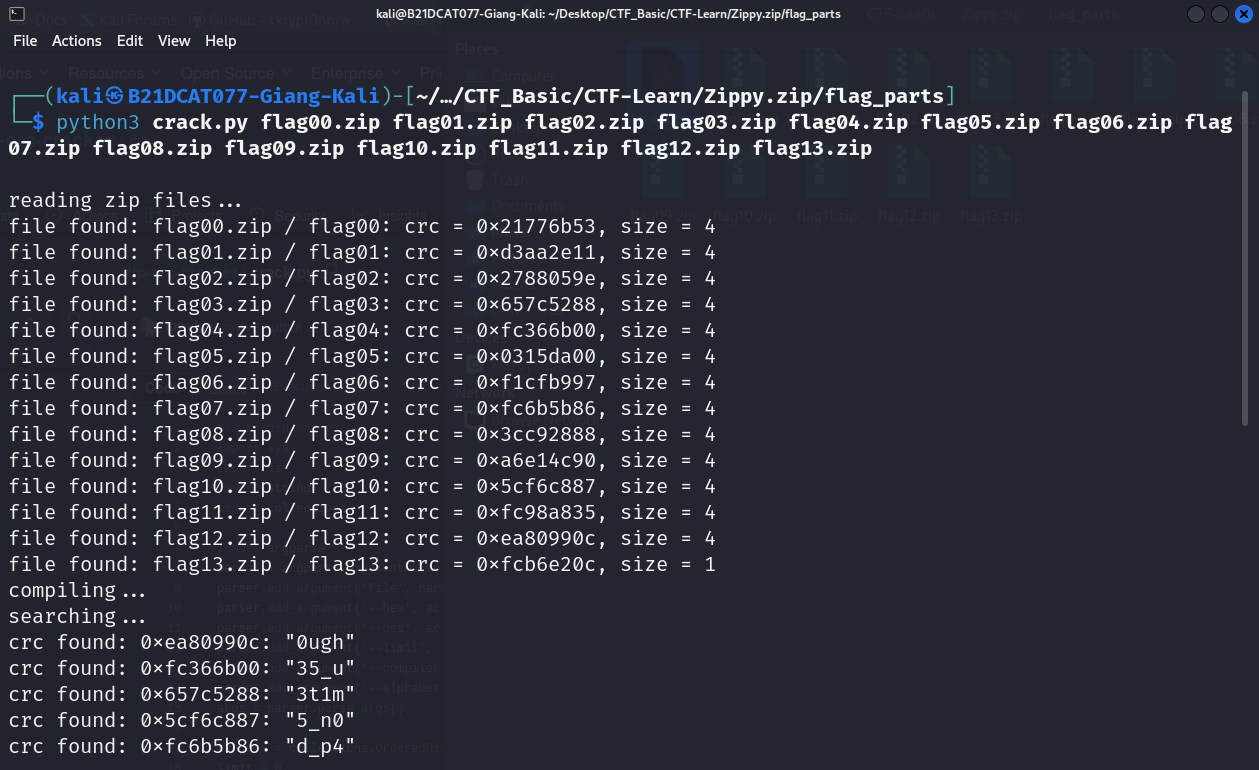 kali@B21DCAT077-Giang-Kali: ~/Desktop/CTF_Basic/CTF-Learn/Zippy.zip/flag_parts
File Actions Edit View Help
┌──(kali㉿B21DCAT077-Giang-Kali)-[~/…/CTF_Basic/CTF-Learn/Zippy.zip/flag_parts]
└─$ python3 crack.py flag00.zip flag01.zip flag02.zip flag03.zip flag04.zip flag05.zip flag06.zip flag
07.zip flag08.zip flag09.zip flag10.zip flag11.zip flag12.zip flag13.zip
reading zip files...
file found: flag00.zip / flag00: crc = 0×21776b53, size = 4
file found: flag01.zip / flag01: crc = 0×d3aa2e11, size = 4
file found: flag02.zip / flag02: crc = 0×2788059e, size = 4
file found: flag03.zip / flag03: crc = 0×657c5288, size = 4
file found: flag04.zip / flag04: crc = 0×fc366b00, size = 4
file found: flag05.zip / flag05: crc = 0×0315da00, size = 4
file found: flag06.zip / flag06: crc = 0×f1cfb997, size = 4
file found: flag07.zip / flag07: crc = 0×fc6b5b86, size = 4
file found: flag08.zip / flag08: crc = 0×3cc92888, size = 4
file found: flag09.zip / flag09: crc = 0×a6e14c90, size = 4
file found: flag10.zip / flag10: crc = 0×5cf6c887, size = 4
file found: flag11.zip / flag11: crc = 0×fc98a835, size = 4
file found: flag12.zip / flag12: crc = 0×ea80990c, size = 4
file found: flag13.zip / flag13: crc = 0×fcb6e20c, size = 1
compiling...
searching...
crc found: 0×ea80990c: "0ugh"
crc found: 0×fc366b00: "35_u"
crc found: 0×657c5288: "3t1m"
crc found: 0×5cf6c887: "5_n0"
crc found: 0×fc6b5b86: "d_p4"